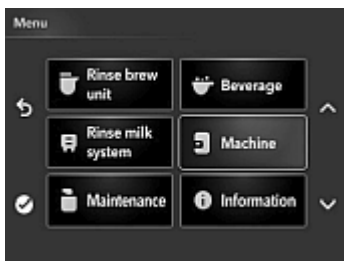 Menu
Rinse brew
unit
Beverage
Rinse milk
system
Machine
Maintenance
Information